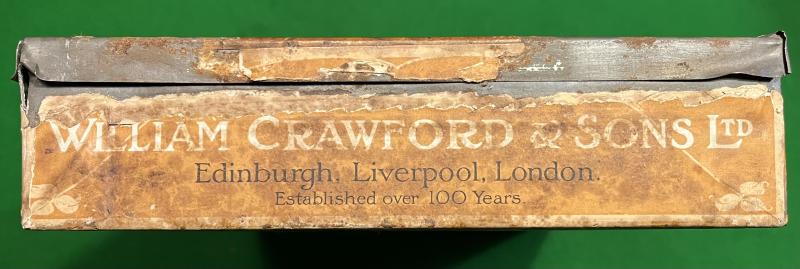 WILLIAM CRAWFORD & SONS LTD
Edinburgh, Liverpool, London.
Established over 100 Years.